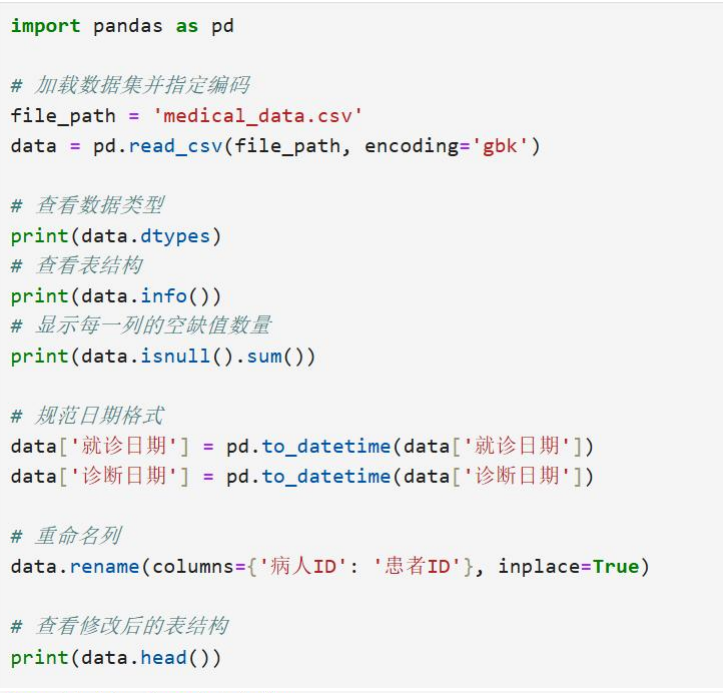 import pandas as pd
# 加载数据集并指定编码
file_path = 'medical_data.csv'
data = pd.read_csv(file_path, encoding='gbk')
# 查看数据类型
print(data.dtypes)
# 查看表结构
print(data.info())
# 显示每一列的空缺值数量
print(data.isnull().sum())
# 规范日期格式
data['就诊日期'] = pd.to_datetime(data['就诊日期'])
data['诊断日期'] = pd.to_datetime(data['诊断日期'])
# 重命名列
data.rename(columns={'病人ID': '患者ID'}, inplace=True)
# 查看修改后的表结构
print(data.head())